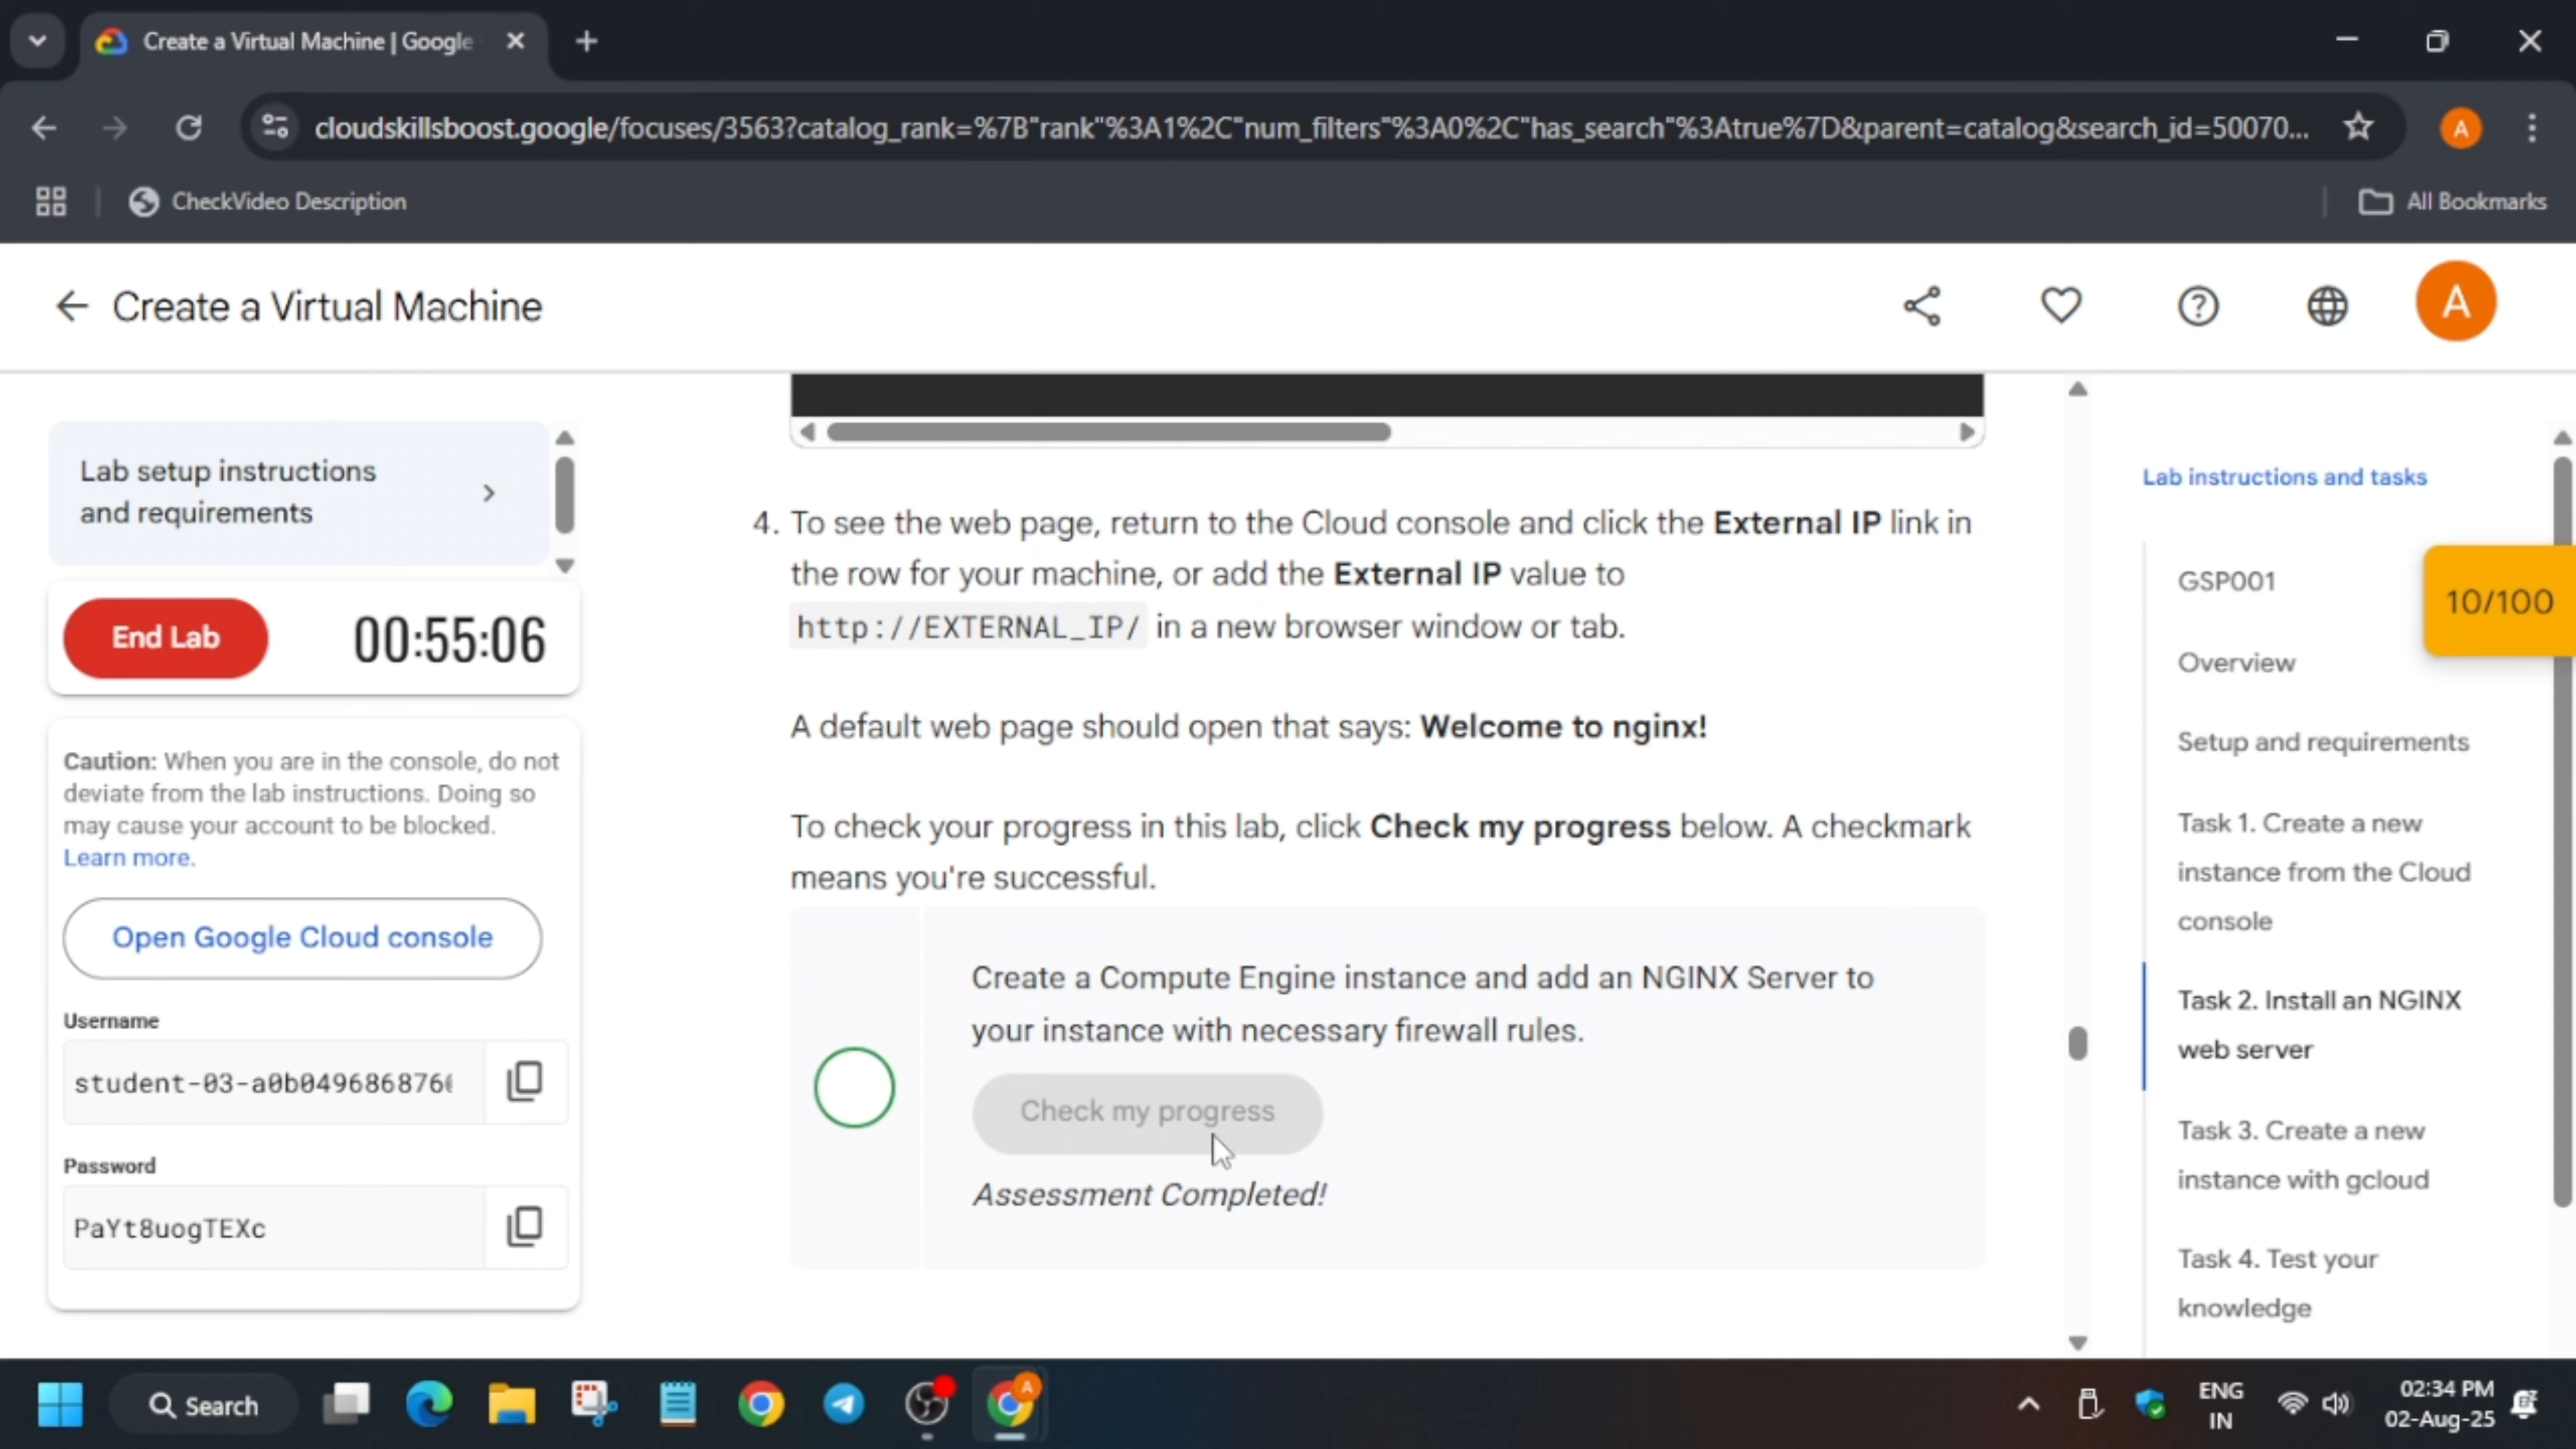 Create a Virtual Machine | Google
cloudskillsboost.google/focuses/3563?catalog_rank=%7B"rank"%3A1%2C"num_filters"%3A0%2C"has_search"%3Atrue%7D&parent=catalog&search_id=50070...
A
CheckVideo Description
All Bookmarks
Create a Virtual Machine
A
Lab setup instructions
and requirements
End Lab
00:55:06
Caution: When you are in the console, do not
deviate from the lab instructions. Doing so
may cause your account to be blocked.
Learn more.
Open Google Cloud console
Username
student-03-a0b049686876
Password
PaYt8uogTEXc
4. To see the web page, return to the Cloud console and click the External IP link in
the row for your machine, or add the External IP value to
http://EXTERNAL_IP/ in a new browser window or tab.
A default web page should open that says: Welcome to nginx!
To check your progress in this lab, click Check my progress below. A checkmark
means you're successful.
Create a Compute Engine instance and add an NGINX Server to
your instance with necessary firewall rules.
Check my progress
Assessment Completed!
Lab instructions and tasks
10/100
GSP001
Overview
Setup and requirements
Task 1. Create a new
instance from the Cloud
console
Task 2. Install an NGINX
web server
Task 3. Create a new
instance with gcloud
Task 4. Test your
knowledge
Search
A
ENG
IN
02:34 PM
02-Aug-25